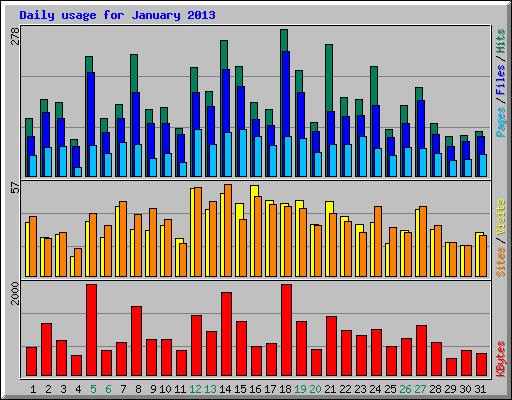 Daily usage for January 2013
278
Pages / Files / Hits
57
Sites / Visits
2000
KBytes
1 2 3 4 5 6 7 8 9 10 11 12 13 14 15 16 17 18 19 20 21 22 23 24 25 26 27 28 29 30 31